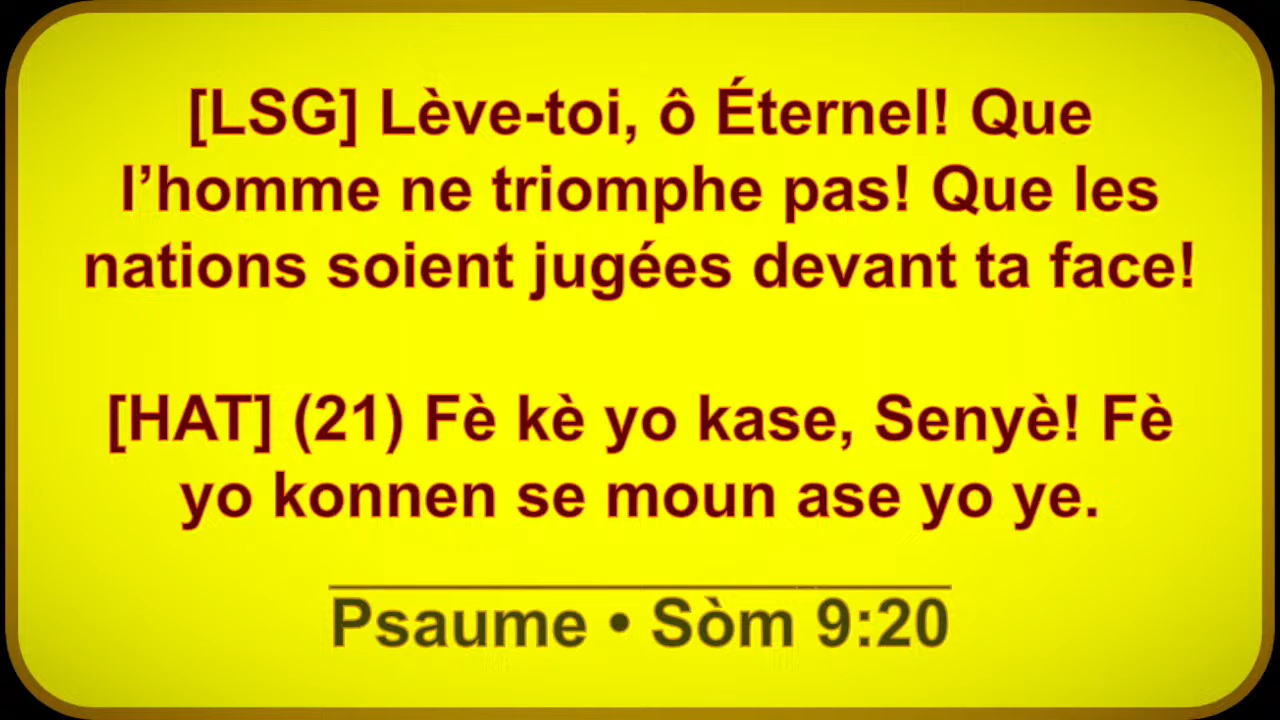 [LSG] Lève-toi, ô Éternel! Que
l’homme ne triomphe pas! Que les
nations soient jugées devant ta face!
[HAT] (21) Fè kè yo kase, Senyè! Fè
yo konnen se moun ase yo ye.
Psaume • Sòm 9:20